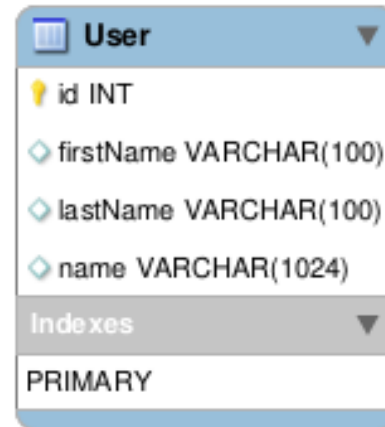 User
id INT
firstName VARCHAR(100)
lastName VARCHAR(100)
name VARCHAR(1024)
Indexes
PRIMARY